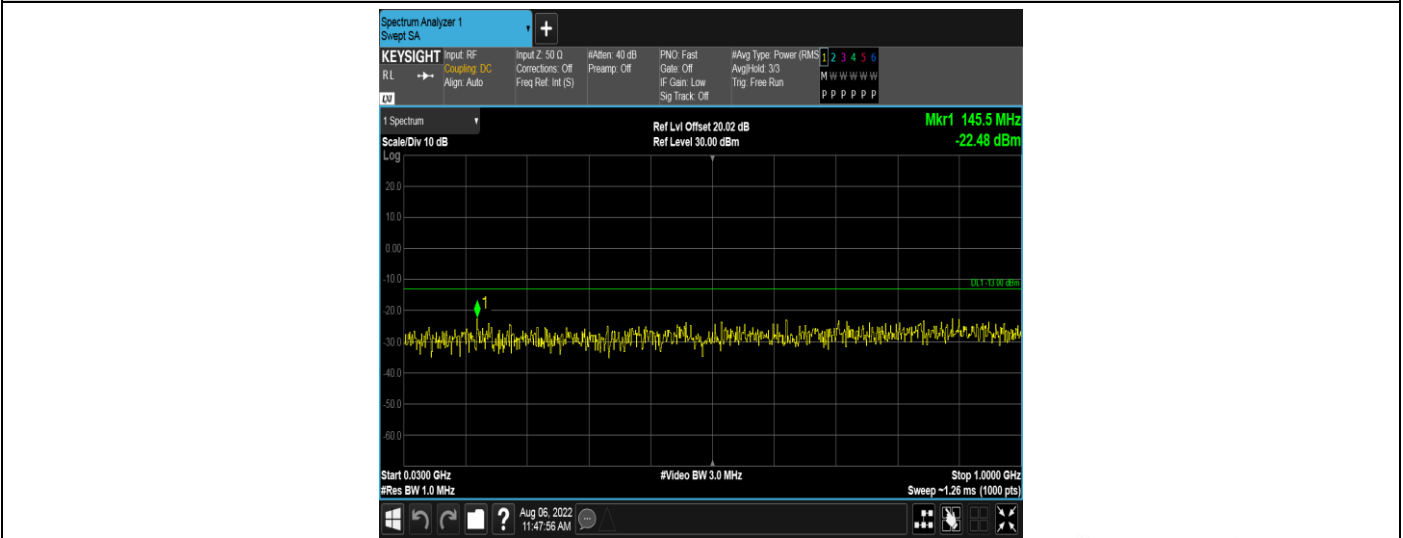 Spectrum Analyzer 1
Swept SA
+
KEYSIGHT
RL
LXI
Input: RF
Coupling: DC
Align: Auto
Input Z: 50 Ω
Corrections: Off
Freq Ref: Int (S)
#Atten: 40 dB
Preamp: Off
PNO: Fast
Gate: Off
IF Gain: Low
Sig Track: Off
#Avg Type: Power (RMS
Avg|Hold: 3/3
Trig: Free Run
1 2 3 4 5 6
M W W W W W
P P P P P P
1 Spectrum
Scale/Div 10 dB
Ref Lvl Offset 20.02 dB
Ref Level 30.00 dBm
Mkr1 145.5 MHz
-22.48 dBm
Log
20.0
10.0
0.00
-10.0
DL1 -13.00 dBm
1
-20.0
-30.0
-40.0
-50.0
-60.0
Start 0.0300 GHz
#Video BW 3.0 MHz
Stop 1.0000 GHz
#Res BW 1.0 MHz
Sweep ~1.26 ms (1000 pts)
?
Aug 06, 2022
11:47:56 AM